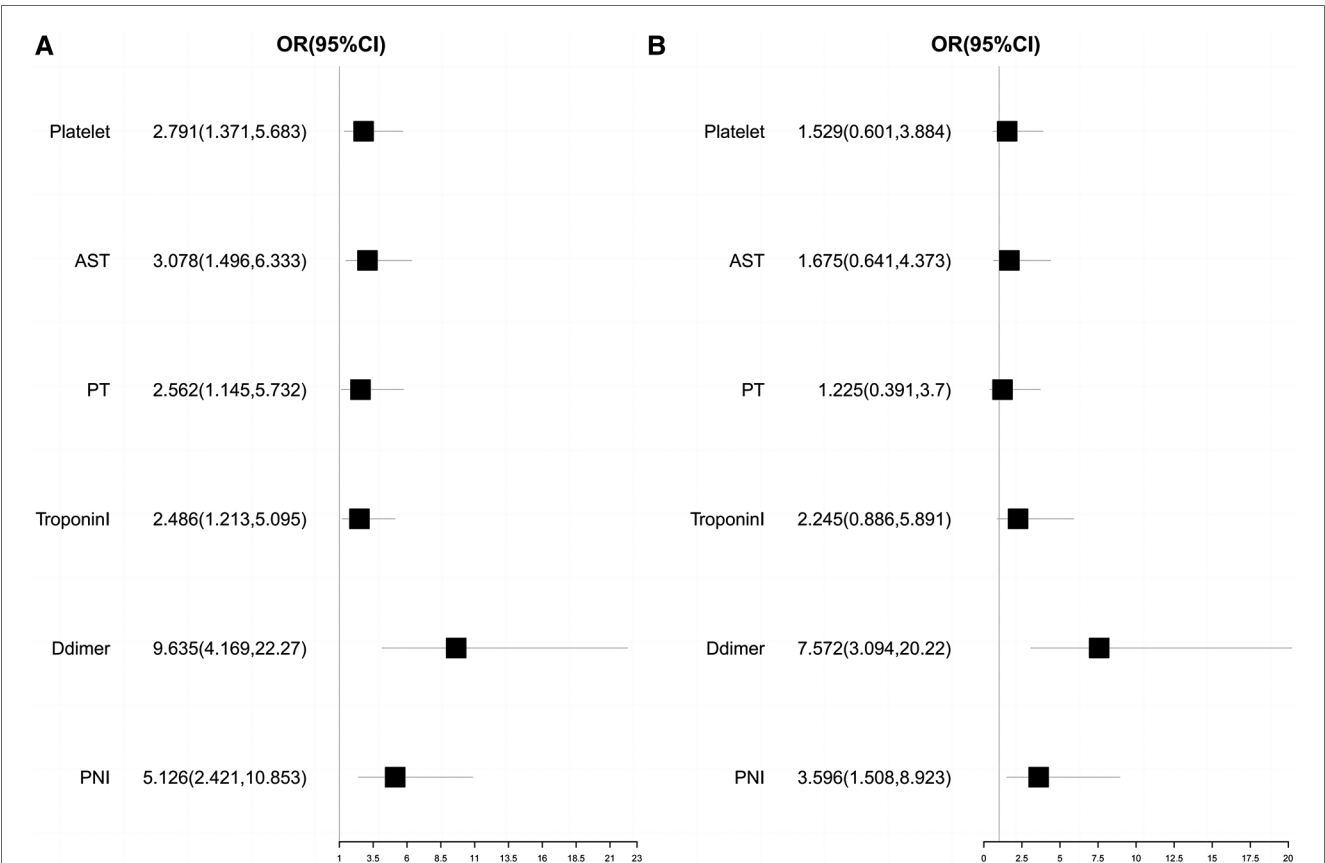 A
OR(95%CI)
Platelet 2.791(1.371,5.683)
AST 3.078(1.496,6.333)
PT 2.562(1.145,5.732)
TroponinI 2.486(1.213,5.095)
Ddimer 9.635(4.169,22.27)
PNI 5.126(2.421,10.853)
1 3.5 6 8.5 11 13.5 16 18.5 21 23
B
OR(95%CI)
Platelet 1.529(0.601,3.884)
AST 1.675(0.641,4.373)
PT 1.225(0.391,3.7)
TroponinI 2.245(0.886,5.891)
Ddimer 7.572(3.094,20.22)
PNI 3.596(1.508,8.923)
0 2.5 5 7.5 10 12.5 15 17.5 20